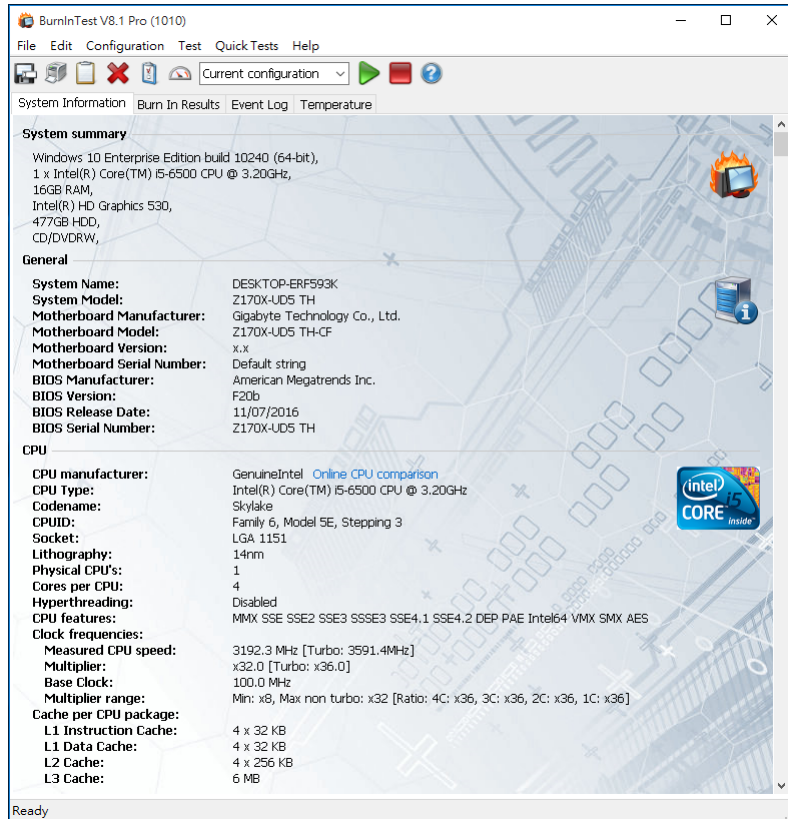 BurnInTest V8.1 Pro (1010)
File Edit Configuration Test Quick Tests Help
Current configuration
System Information Burn In Results Event Log Temperature
System summary
Windows 10 Enterprise Edition build 10240 (64-bit),
1 x Intel(R) Core(TM) i5-6500 CPU @ 3.20GHz,
16GB RAM,
Intel(R) HD Graphics 530,
477GB HDD,
CD/DVDRW,
General
System Name: DESKTOP-ERF593K
System Model: Z170X-UD5 TH
Motherboard Manufacturer: Gigabyte Technology Co., Ltd.
Motherboard Model: Z170X-UD5 TH-CF
Motherboard Version: x.x
Motherboard Serial Number: Default string
BIOS Manufacturer: American Megatrends Inc.
BIOS Version: F20b
BIOS Release Date: 11/07/2016
BIOS Serial Number: Z170X-UD5 TH
CPU
CPU manufacturer: GenuineIntel Online CPU comparison
CPU Type: Intel(R) Core(TM) i5-6500 CPU @ 3.20GHz
Codename: Skylake
CPUID: Family 6, Model 5E, Stepping 3
Socket: LGA 1151
Lithography: 14nm
Physical CPU's: 1
Cores per CPU: 4
Hyperthreading: Disabled
CPU features: MMX SSE SSE2 SSE3 SSSE3 SSE4.1 SSE4.2 DEP PAE Intel64 VMX SMX AES
Clock frequencies:
Measured CPU speed: 3192.3 MHz [Turbo: 3591.4MHz]
Multiplier: x32.0 [Turbo: x36.0]
Base Clock: 100.0 MHz
Multiplier range: Min: x8, Max non turbo: x32 [Ratio: 4C: x36, 3C: x36, 2C: x36, 1C: x36]
Cache per CPU package:
L1 Instruction Cache: 4 x 32 KB
L1 Data Cache: 4 x 32 KB
L2 Cache: 4 x 256 KB
L3 Cache: 6 MB
intel
CORE i5
inside
Ready